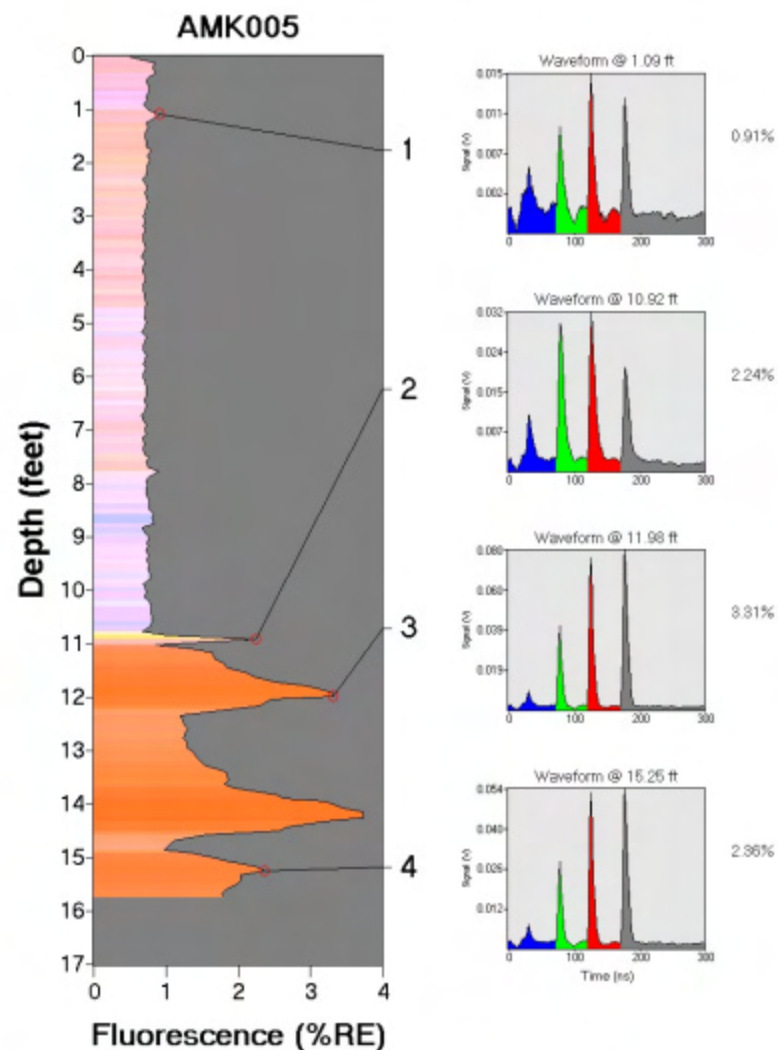 AMK005
0
1
2
3
4
5
6
7
8
9
10
11
12
13
14
15
16
17
Depth (feet)
0 1 2 3 4
Fluorescence (%RE)
1
2
3
4
Waveform @ 1.09 ft
0.015
0.011
0.007
0.002
Signal (V)
0 100 200 300
0.91%
Waveform @ 10.92 ft
0.032
0.024
0.015
0.007
Signal (V)
0 100 200 300
2.24%
Waveform @ 11.98 ft
0.080
0.060
0.039
0.019
Signal (V)
0 100 200 300
3.31%
Waveform @ 15.25 ft
0.054
0.040
0.026
0.012
Signal (V)
0 100 200 300
Time (ns)
2.36%